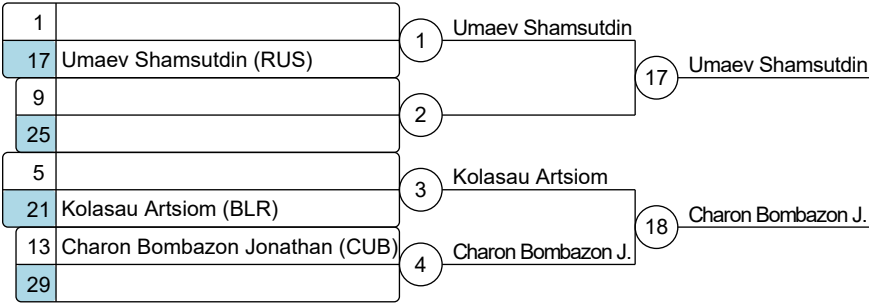 1
17 Umaev Shamsutdin (RUS)
1 Umaev Shamsutdin
9
25
2
17 Umaev Shamsutdin
5
21 Kolasau Artsiom (BLR)
3 Kolasau Artsiom
13 Charon Bombazon Jonathan (CUB)
29
4 Charon Bombazon J.
18 Charon Bombazon J.